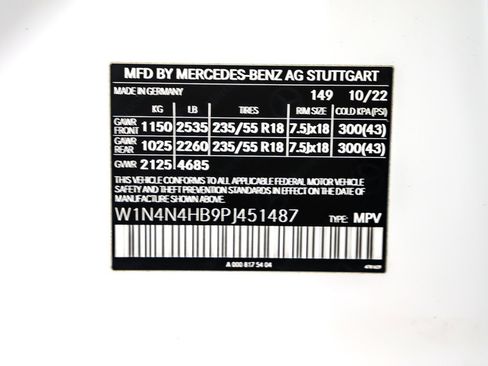 MFD BY MERCEDES-BENZ AG STUTTGART
MADE IN GERMANY 149 10/22
KG LB TIRES RIM SIZE COLD KPA (PSI)
GAWR FRONT 1150 2535 235/55 R18 7.5Jx18 300(43)
GAWR REAR 1025 2260 235/55 R18 7.5Jx18 300(43)
GVWR 2125 4685
THIS VEHICLE CONFORMS TO ALL APPLICABLE FEDERAL MOTOR VEHICLE
SAFETY AND THEFT PREVENTION STANDARDS IN EFFECT ON THE DATE
OF MANUFACTURE SHOWN ABOVE.
W1N4N4HB9PJ451487 TYPE: MPV
A 000 817 54 04